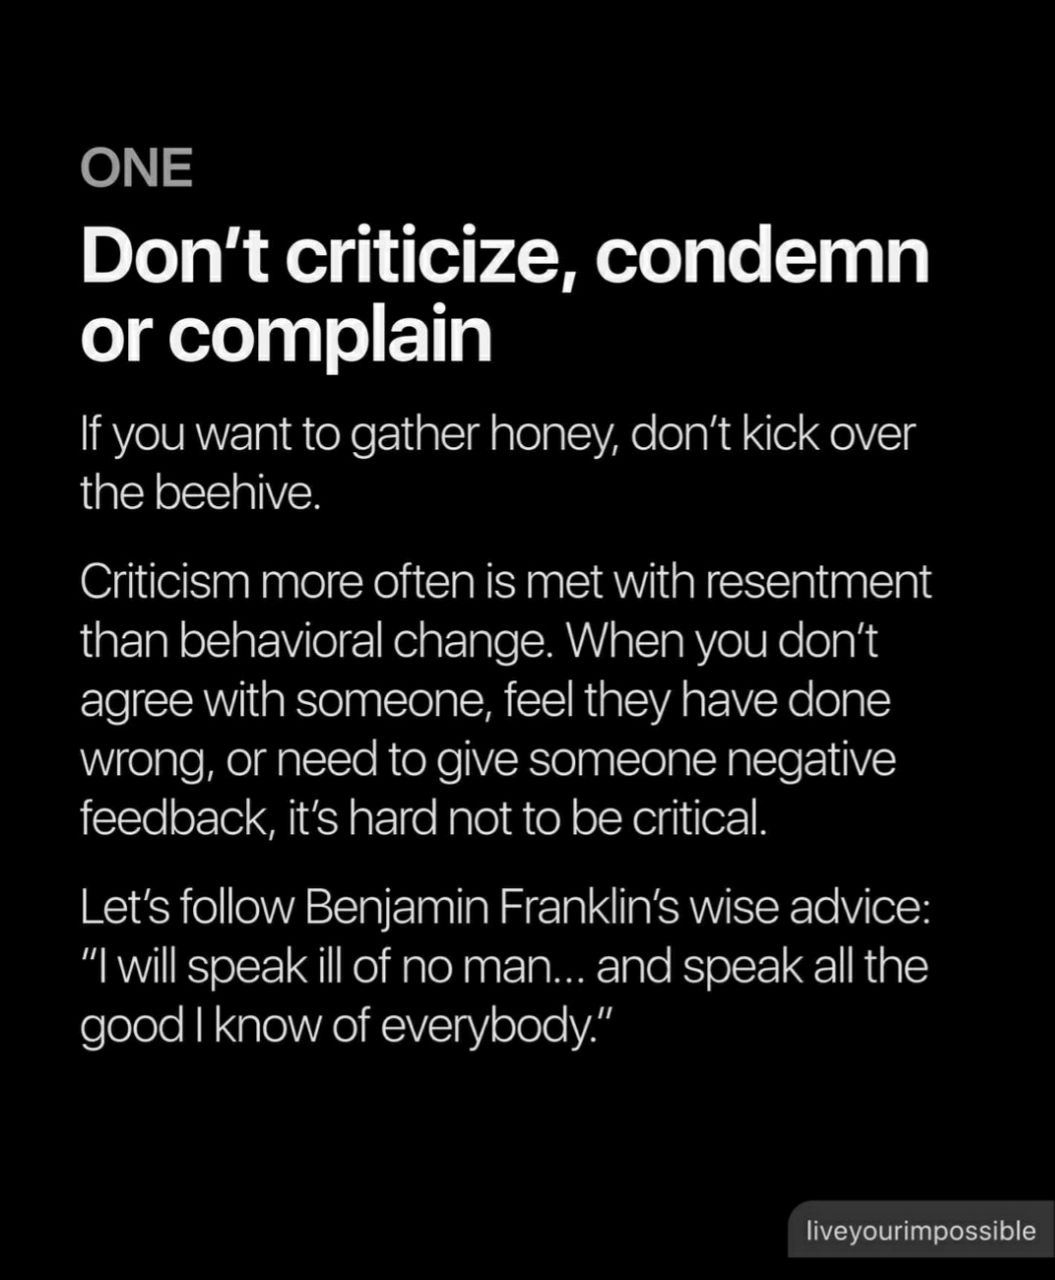 ONE
Don’t criticize, condemn
or complain
If you want to gather honey, don’t kick over
the beehive.
Criticism more often is met with resentment
than behavioral change. When you don’t
agree with someone, feel they have done
wrong, or need to give someone negative
feedback, it’s hard not to be critical.
Let’s follow Benjamin Franklin’s wise advice:
“I will speak ill of no man... and speak all the
good I know of everybody.”
liveyourimpossible